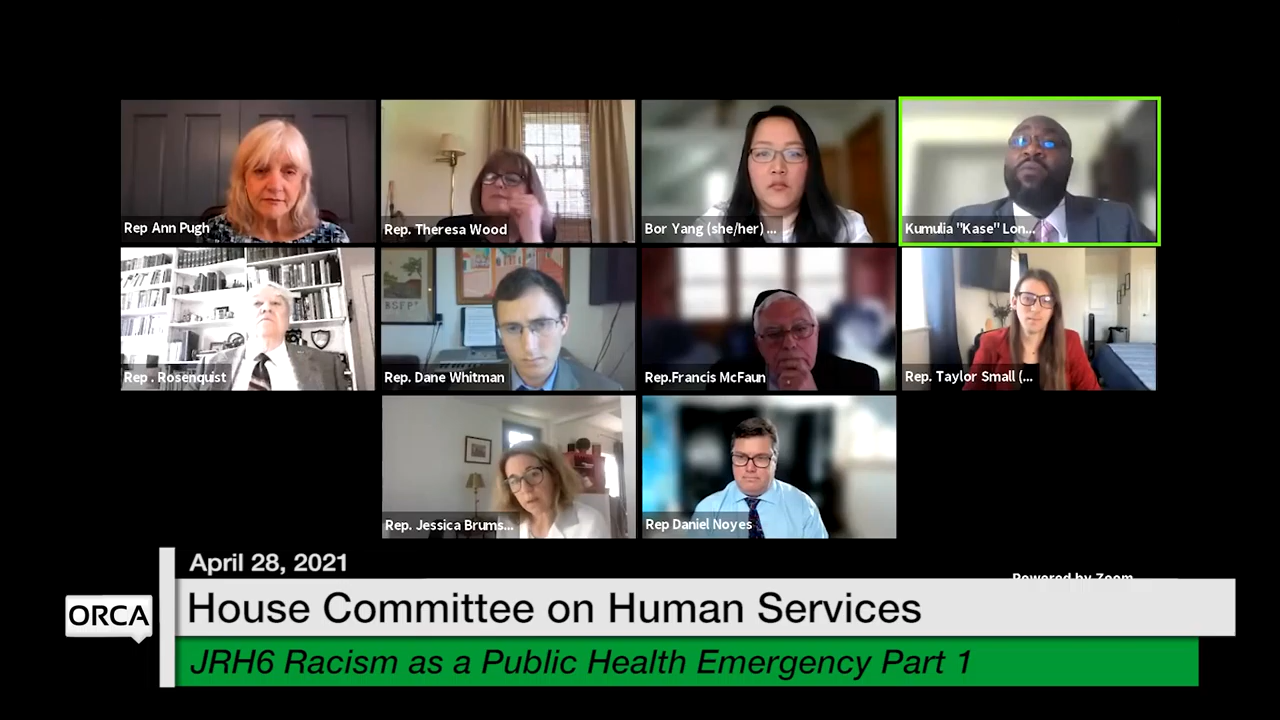 Rep Ann Pugh
Rep. Theresa Wood
Bor Yang (she/her) ...
Kumulia "Kase" Lon...
Rep . Rosenquist
Rep. Dane Whitman
Rep.Francis McFaun
Rep. Taylor Small (...
Rep. Jessica Brums...
Rep Daniel Noyes
April 28, 2021
Powered by Zoom
ORCA
House Committee on Human Services
JRH6 Racism as a Public Health Emergency Part 1